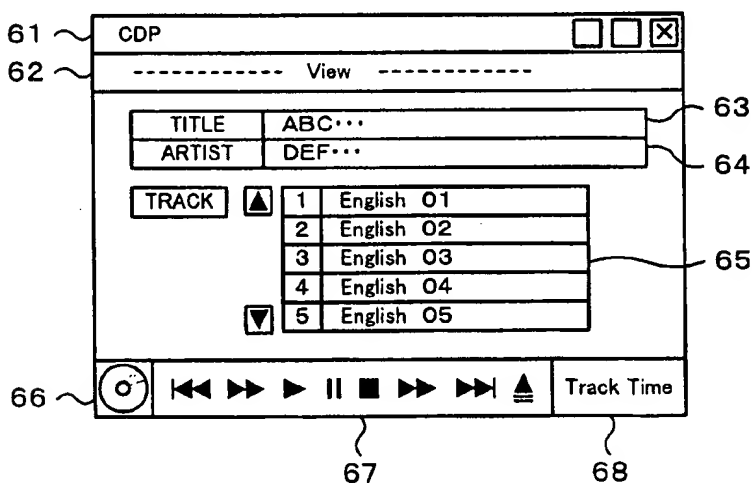 61 CDP
62 -------------- View --------------
TITLE ABC··· 63
ARTIST DEF··· 64
TRACK 1 English 01
2 English 02
3 English 03 65
4 English 04
5 English 05
66 Track Time
67 68